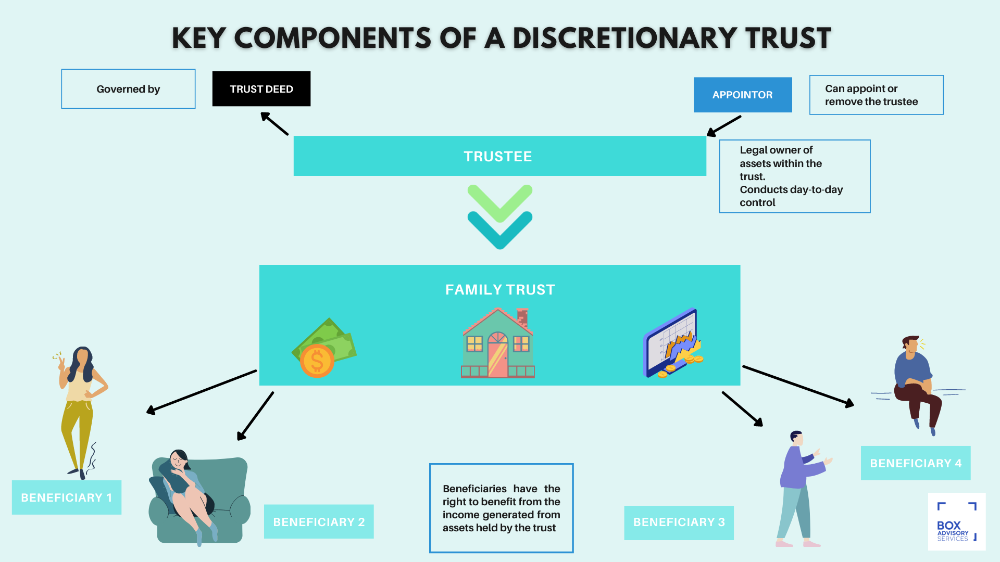 KEY COMPONENTS OF A DISCRETIONARY TRUST
Governed by
TRUST DEED
APPOINTOR
Can appoint or
remove the trustee
TRUSTEE
Legal owner of
assets within the
trust.
Conducts day-to-day
control
FAMILY TRUST
$
BENEFICIARY 1
BENEFICIARY 2
Beneficiaries have the
right to benefit from the
income generated from
assets held by the trust
BENEFICIARY 3
BENEFICIARY 4
BOX
ADVISORY
SERVICES